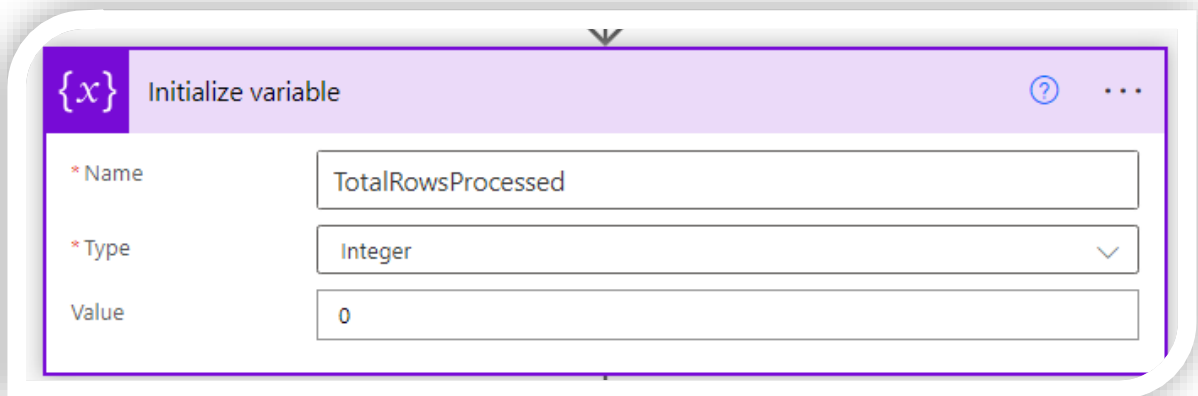 {x} Initialize variable ? ...
* Name TotalRowsProcessed
* Type Integer
Value 0